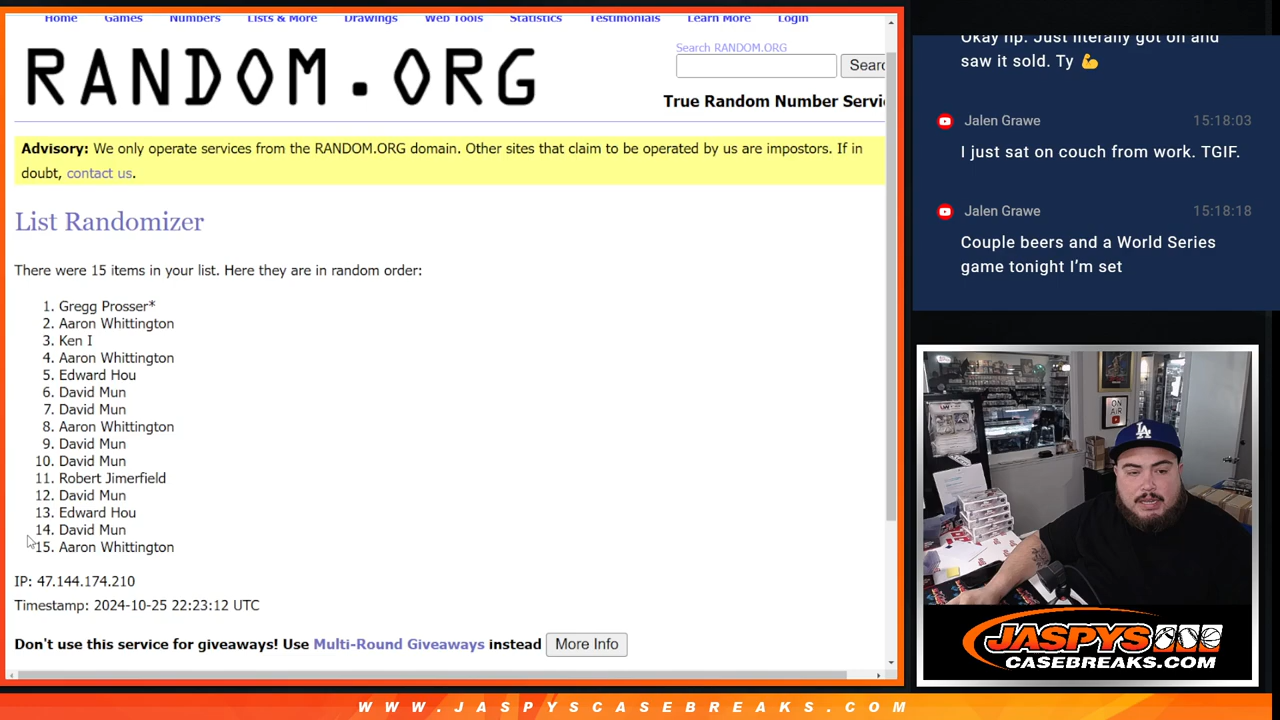 Home Games Numbers Lists & More Drawings Web Tools Statistics Testimonials Learn More Login
RANDOM.ORG
Search RANDOM.ORG
Searc
True Random Number Servi
Advisory: We only operate services from the RANDOM.ORG domain. Other sites that claim to be operated by us are impostors. If in
doubt, contact us.
List Randomizer
There were 15 items in your list. Here they are in random order:
1. Gregg Prosser*
2. Aaron Whittington
3. Ken I
4. Aaron Whittington
5. Edward Hou
6. David Mun
7. David Mun
8. Aaron Whittington
9. David Mun
10. David Mun
11. Robert Jimerfield
12. David Mun
13. Edward Hou
14. David Mun
15. Aaron Whittington
IP: 47.144.174.210
Timestamp: 2024-10-25 22:23:12 UTC
Don't use this service for giveaways! Use Multi-Round Giveaways instead More Info
Okay np. Just literally got on and
saw it sold. Ty 💪
Jalen Grawe 15:18:03
I just sat on couch from work. TGIF.
Jalen Grawe 15:18:18
Couple beers and a World Series
game tonight I'm set
ON
AIR
LA
JASPYS
CASEBREAKS.COM
WWW.JASPYSCASEBREAKS.COM